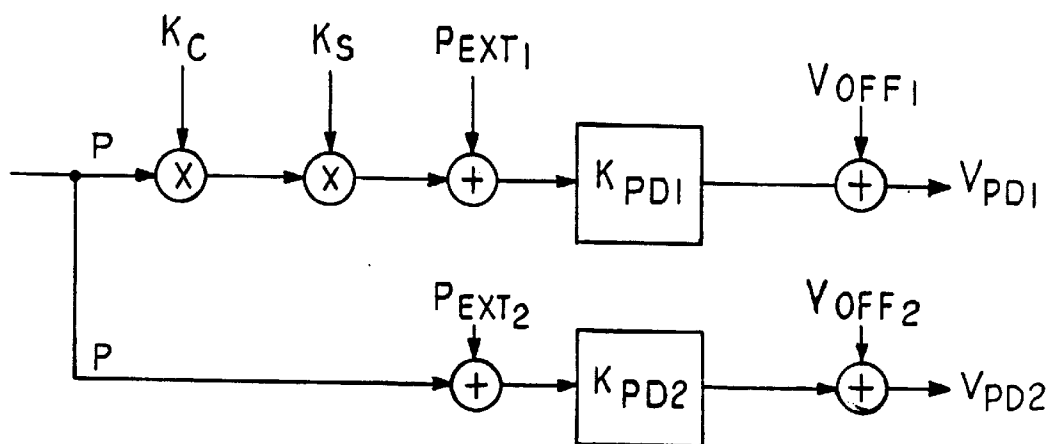 K_C
K_S
P_EXT1
V_OFF1
P
X
X
+
K_PD1
+
V_PD1
P_EXT2
V_OFF2
P
+
K_PD2
+
V_PD2